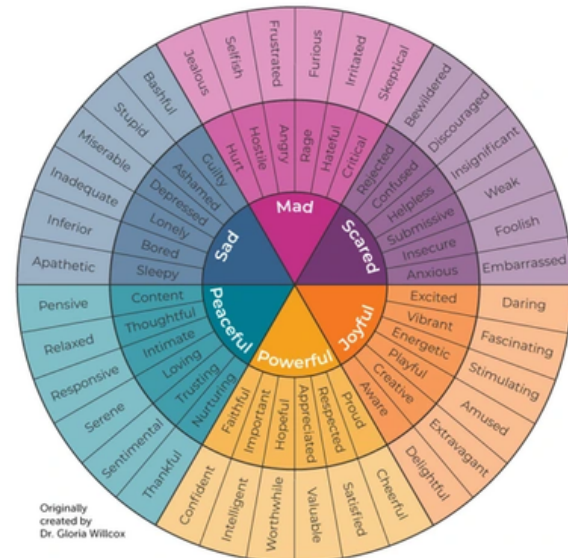 Mad
Scared
Joyful
Powerful
Peaceful
Sad
Hurt
Hostile
Angry
Rage
Hateful
Critical
Rejected
Confused
Helpless
Submissive
Insecure
Anxious
Excited
Vibrant
Energetic
Playful
Creative
Aware
Proud
Respected
Appreciated
Hopeful
Important
Faithful
Nurturing
Trusting
Loving
Intimate
Thoughtful
Content
Sleepy
Bored
Lonely
Depressed
Ashamed
Guilty
Jealous
Selfish
Frustrated
Furious
Irritated
Skeptical
Bewildered
Discouraged
Insignificant
Weak
Foolish
Embarrassed
Daring
Fascinating
Stimulating
Amused
Extravagant
Delightful
Cheerful
Satisfied
Valuable
Worthwhile
Intelligent
Confident
Thankful
Sentimental
Serene
Responsive
Relaxed
Pensive
Apathetic
Inferior
Inadequate
Miserable
Stupid
Bashful
Originally
created by
Dr. Gloria Willcox